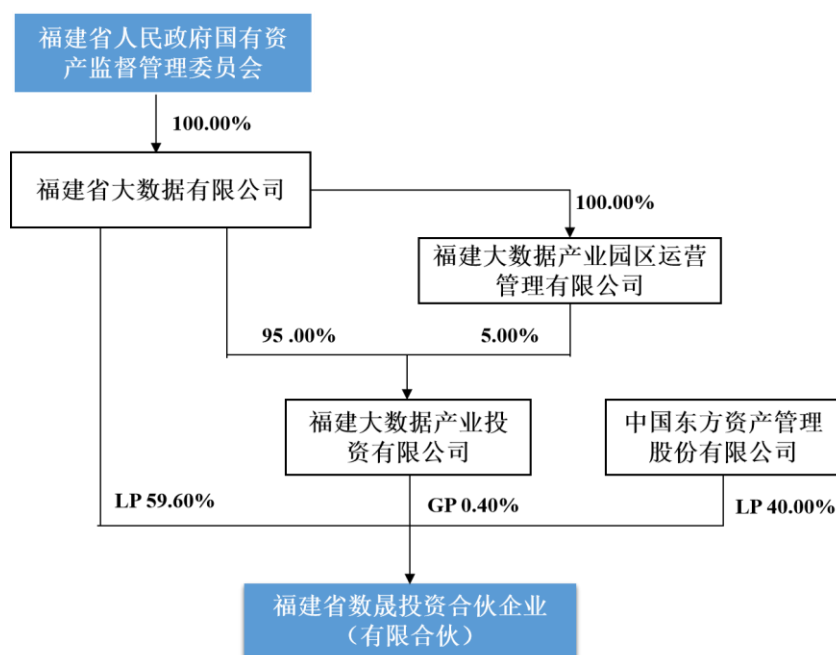 福建省人民政府国有资
产监督管理委员会
100.00%
福建省大数据有限公司
100.00%
福建大数据产业园区运营
管理有限公司
95 .00%
5.00%
福建大数据产业投
资有限公司
中国东方资产管理
股份有限公司
LP 59.60%
GP 0.40%
LP 40.00%
福建省数晟投资合伙企业
（有限合伙）